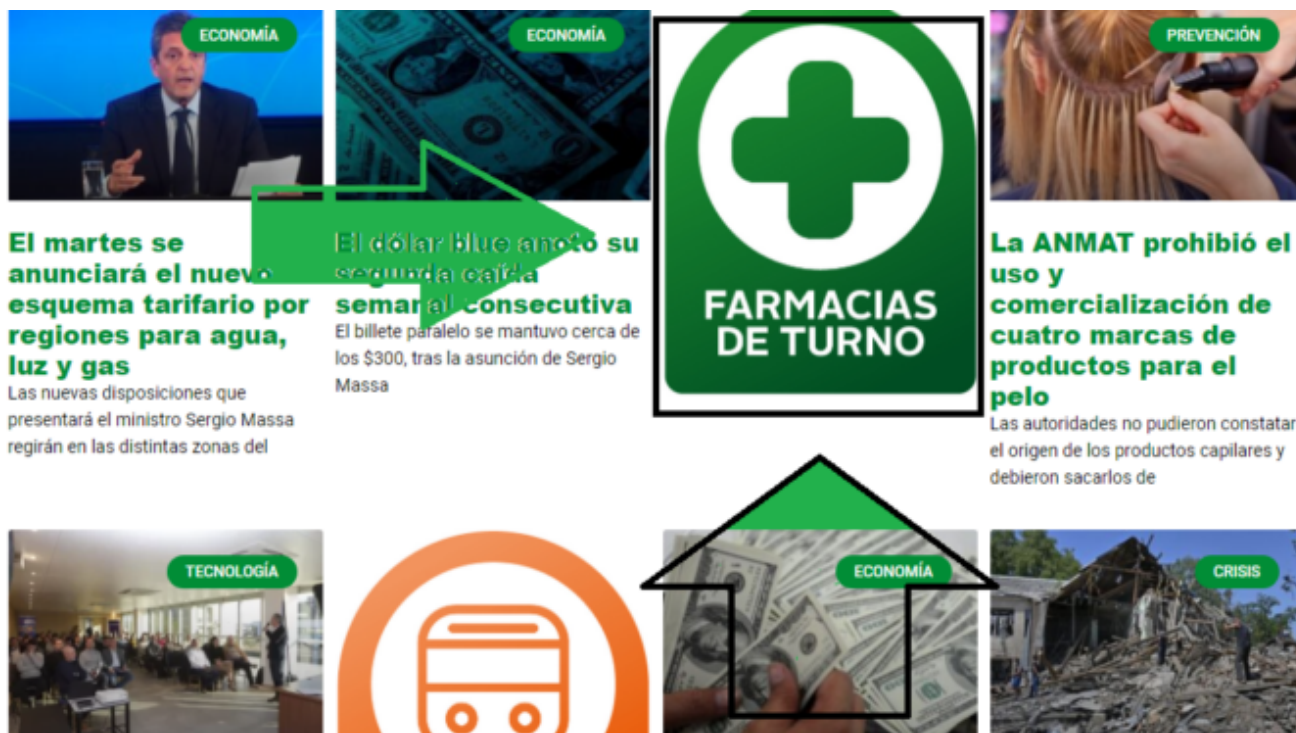 ECONOMÍA
ECONOMÍA
PREVENCIÓN
El martes se
anunciará el nuevo
esquema tarifario por
regiones para agua,
luz y gas
Las nuevas disposiciones que
presentará el ministro Sergio Massa
regirán en las distintas zonas del
El dólar blue anotó su
segunda caída
semanal consecutiva
El billete paralelo se mantuvo cerca de
los $300, tras la asunción de Sergio
Massa
FARMACIAS
DE TURNO
La ANMAT prohibió el
uso y
comercialización de
cuatro marcas de
productos para el
pelo
Las autoridades no pudieron constatar
el origen de los productos capilares y
debieron sacarlos de
TECNOLOGÍA
ECONOMÍA
CRISIS